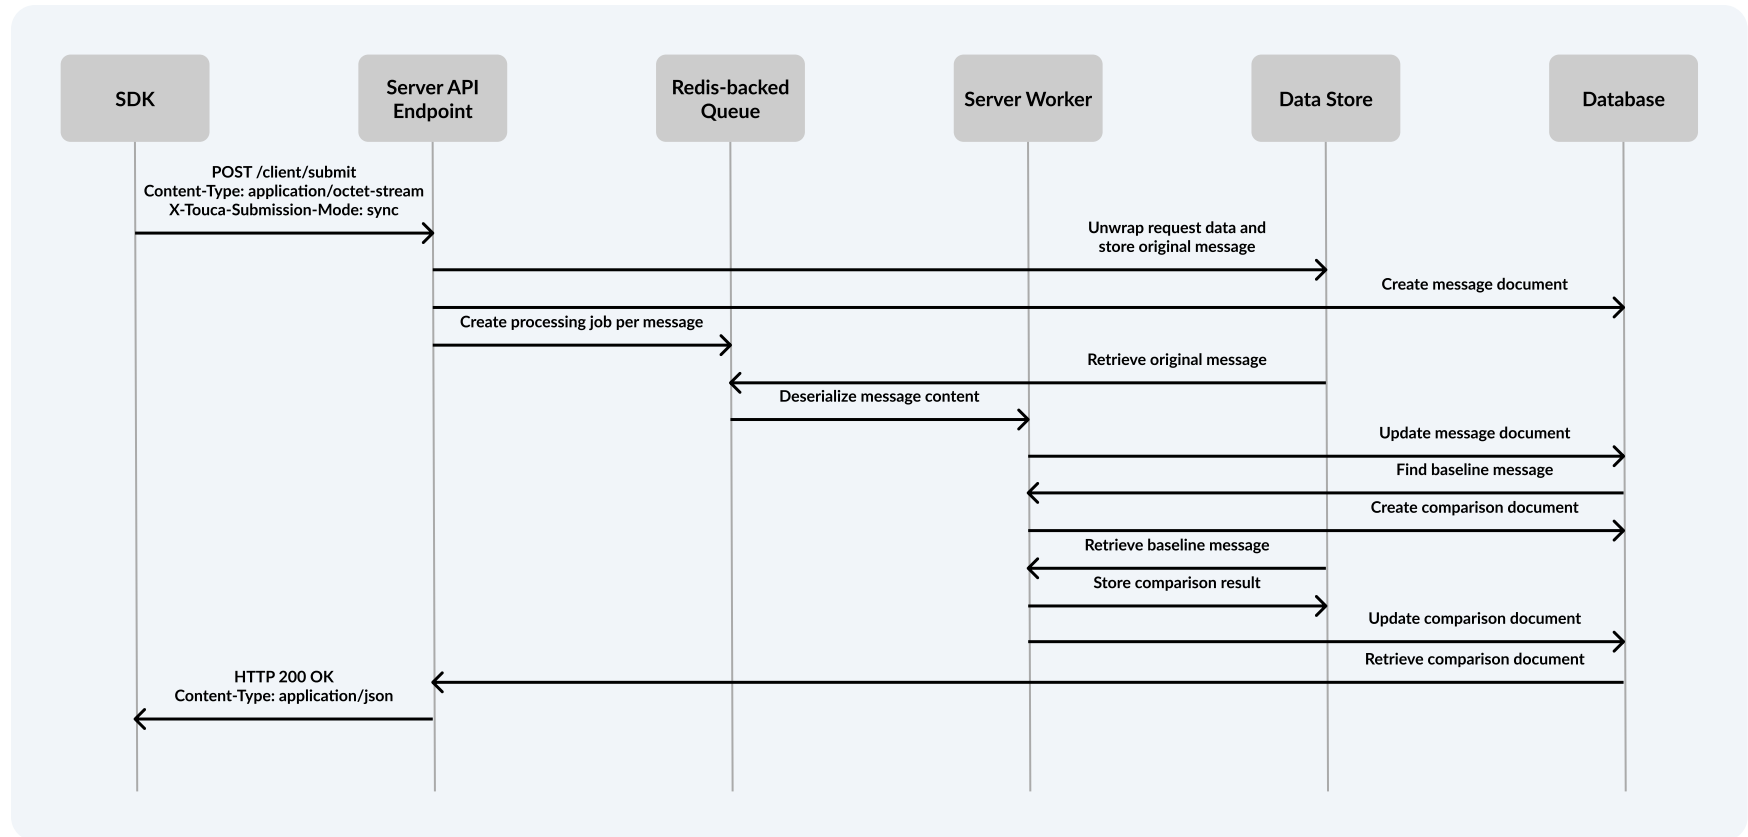 SDK
Server API
Endpoint
Redis-backed
Queue
Server Worker
Data Store
Database
POST /client/submit
Content-Type: application/octet-stream
X-Touca-Submission-Mode: sync
Unwrap request data and
store original message
Create message document
Create processing job per message
Retrieve original message
Deserialize message content
Update message document
Find baseline message
Create comparison document
Retrieve baseline message
Store comparison result
Update comparison document
Retrieve comparison document
HTTP 200 OK
Content-Type: application/json